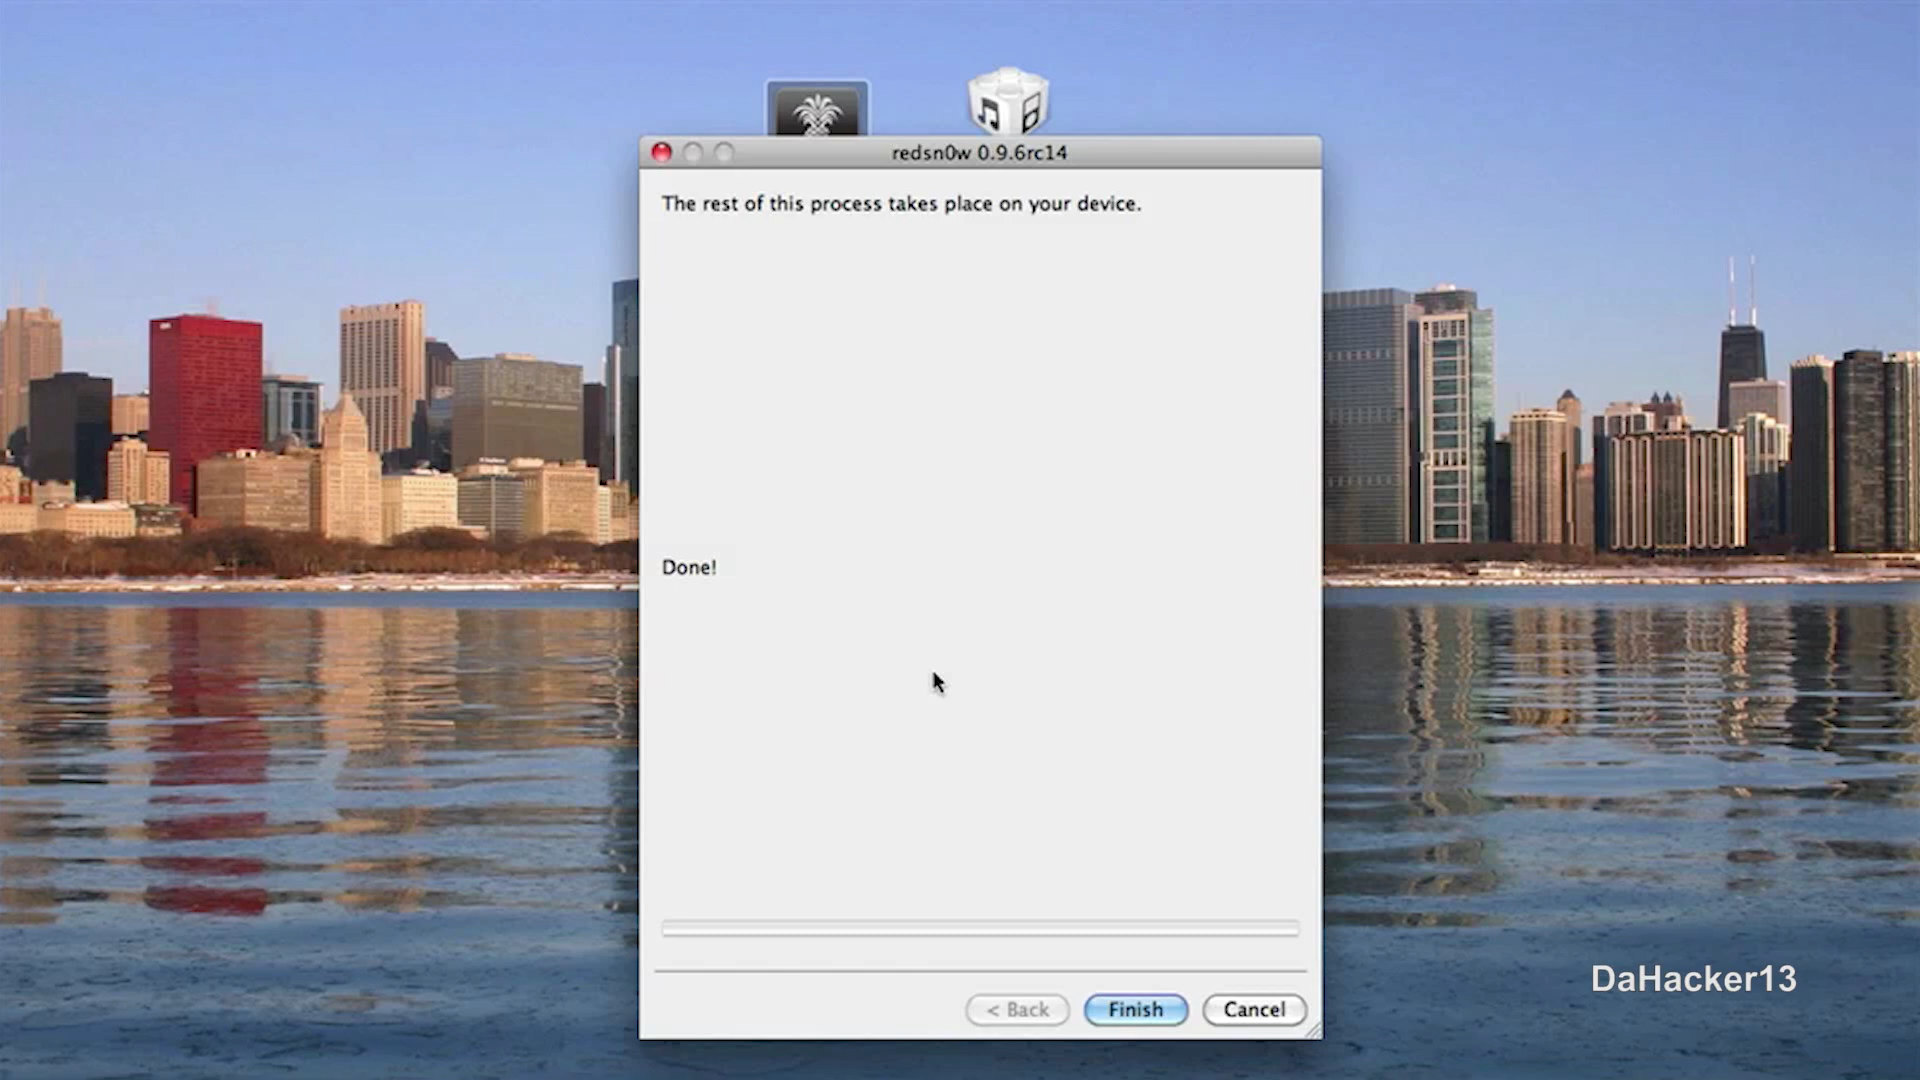 redsn0w 0.9.6rc14
The rest of this process takes place on your device.
Done!
DaHacker13
< Back
Finish
Cancel